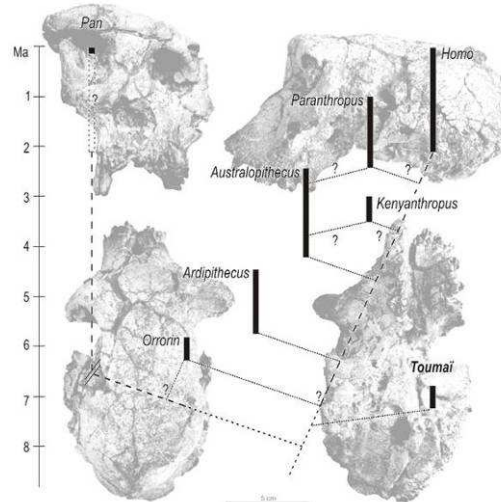 Pan
Ma
Homo
?
1
Paranthropus
2
Australopithecus
?
?
3
Kenyanthropus
?
?
4
Ardipithecus
5
Orrorin
6
Toumaï
?
?
7
8
5 cm